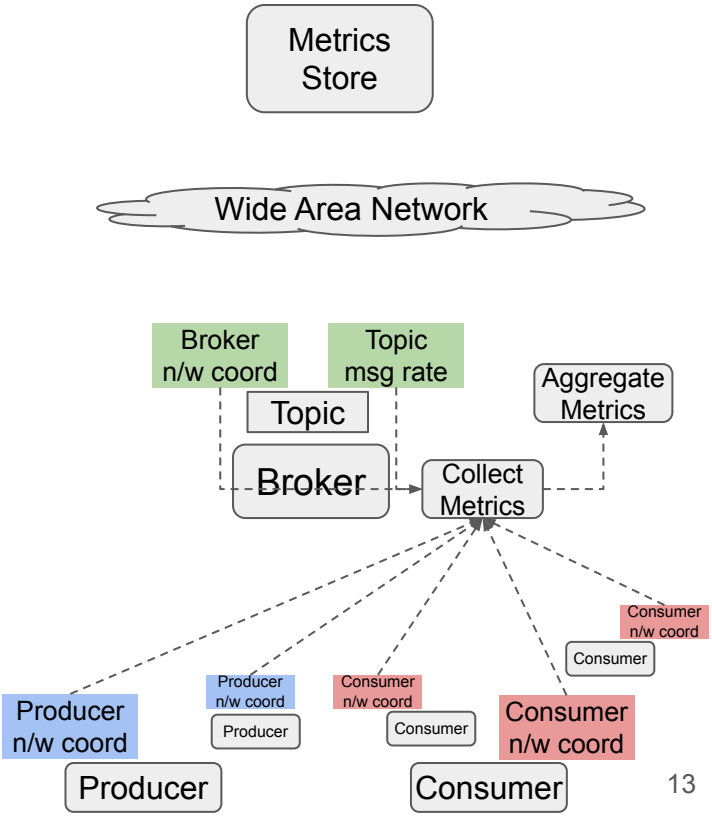 Metrics
Store
Wide Area Network
Broker
n/w coord
Topic
msg rate
Topic
Aggregate
Metrics
Broker
Collect
Metrics
Consumer
n/w coord
Consumer
Producer
n/w coord
Producer
Consumer
n/w coord
Consumer
Producer
n/w coord
Producer
Consumer
n/w coord
Consumer
13